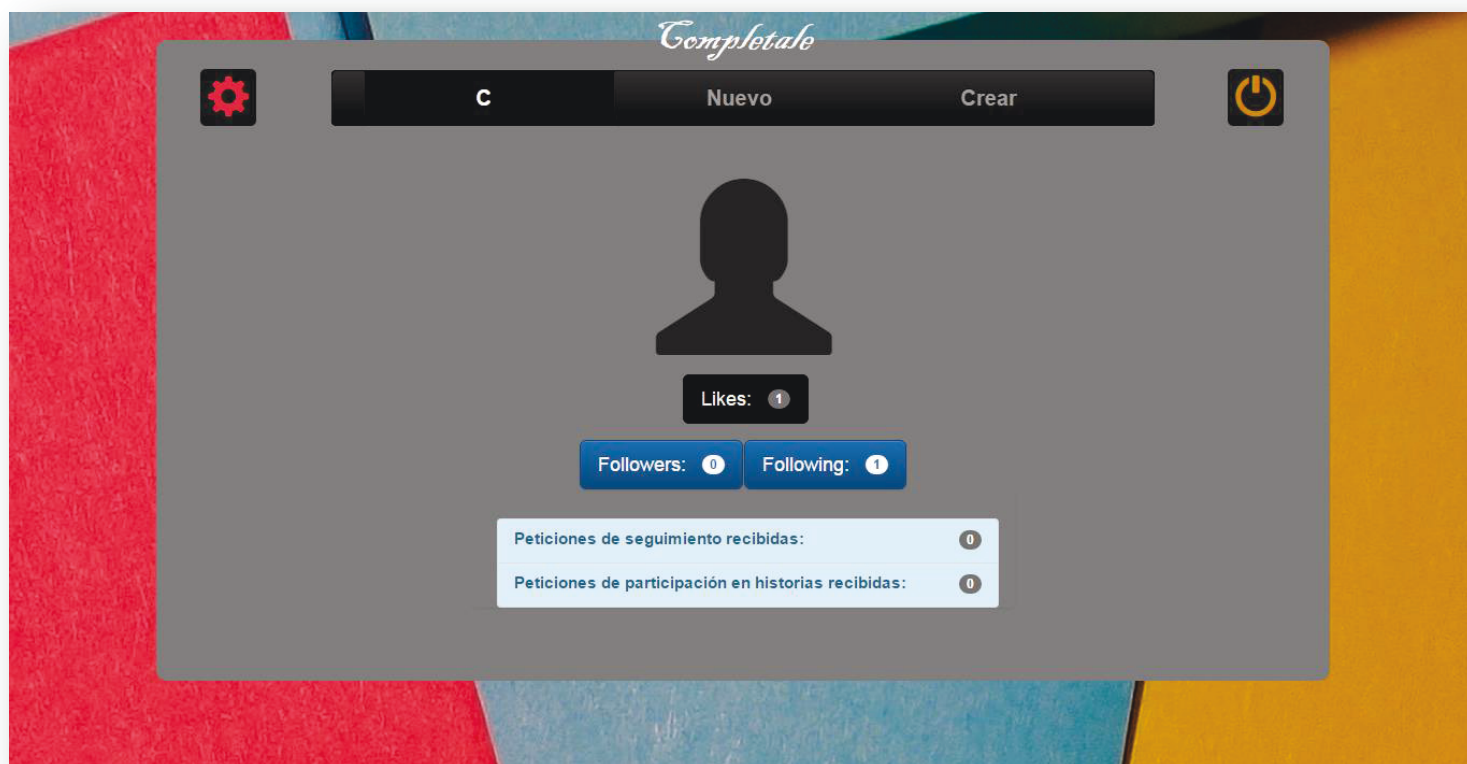 Completale
C Nuevo Crear
Likes: 1
Followers: 0 Following: 1
Peticiones de seguimiento recibidas: 0
Peticiones de participación en historias recibidas: 0